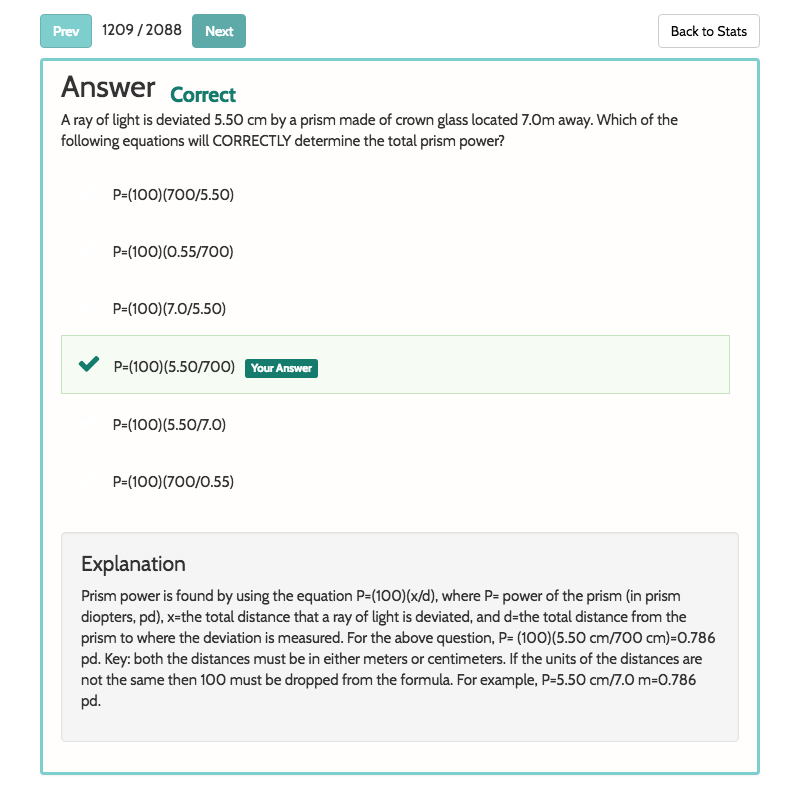 Prev 1209 / 2088 Next Back to Stats
Answer Correct
A ray of light is deviated 5.50 cm by a prism made of crown glass located 7.0m away. Which of the
following equations will CORRECTLY determine the total prism power?
P=(100)(700/5.50)
P=(100)(0.55/700)
P=(100)(7.0/5.50)
P=(100)(5.50/700) Your Answer
P=(100)(5.50/7.0)
P=(100)(700/0.55)
Explanation
Prism power is found by using the equation P=(100)(x/d), where P= power of the prism (in prism
diopters, pd), x=the total distance that a ray of light is deviated, and d=the total distance from the
prism to where the deviation is measured. For the above question, P= (100)(5.50 cm/700 cm)=0.786
pd. Key: both the distances must be in either meters or centimeters. If the units of the distances are
not the same then 100 must be dropped from the formula. For example, P=5.50 cm/7.0 m=0.786
pd.